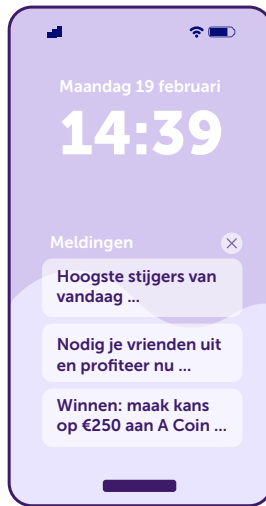 Maandag 19 februari
14:39
Meldingen
Hoogste stijgers van
vandaag ...
Nodig je vrienden uit
en profiteer nu ...
Winnen: maak kans
op €250 aan A Coin ...